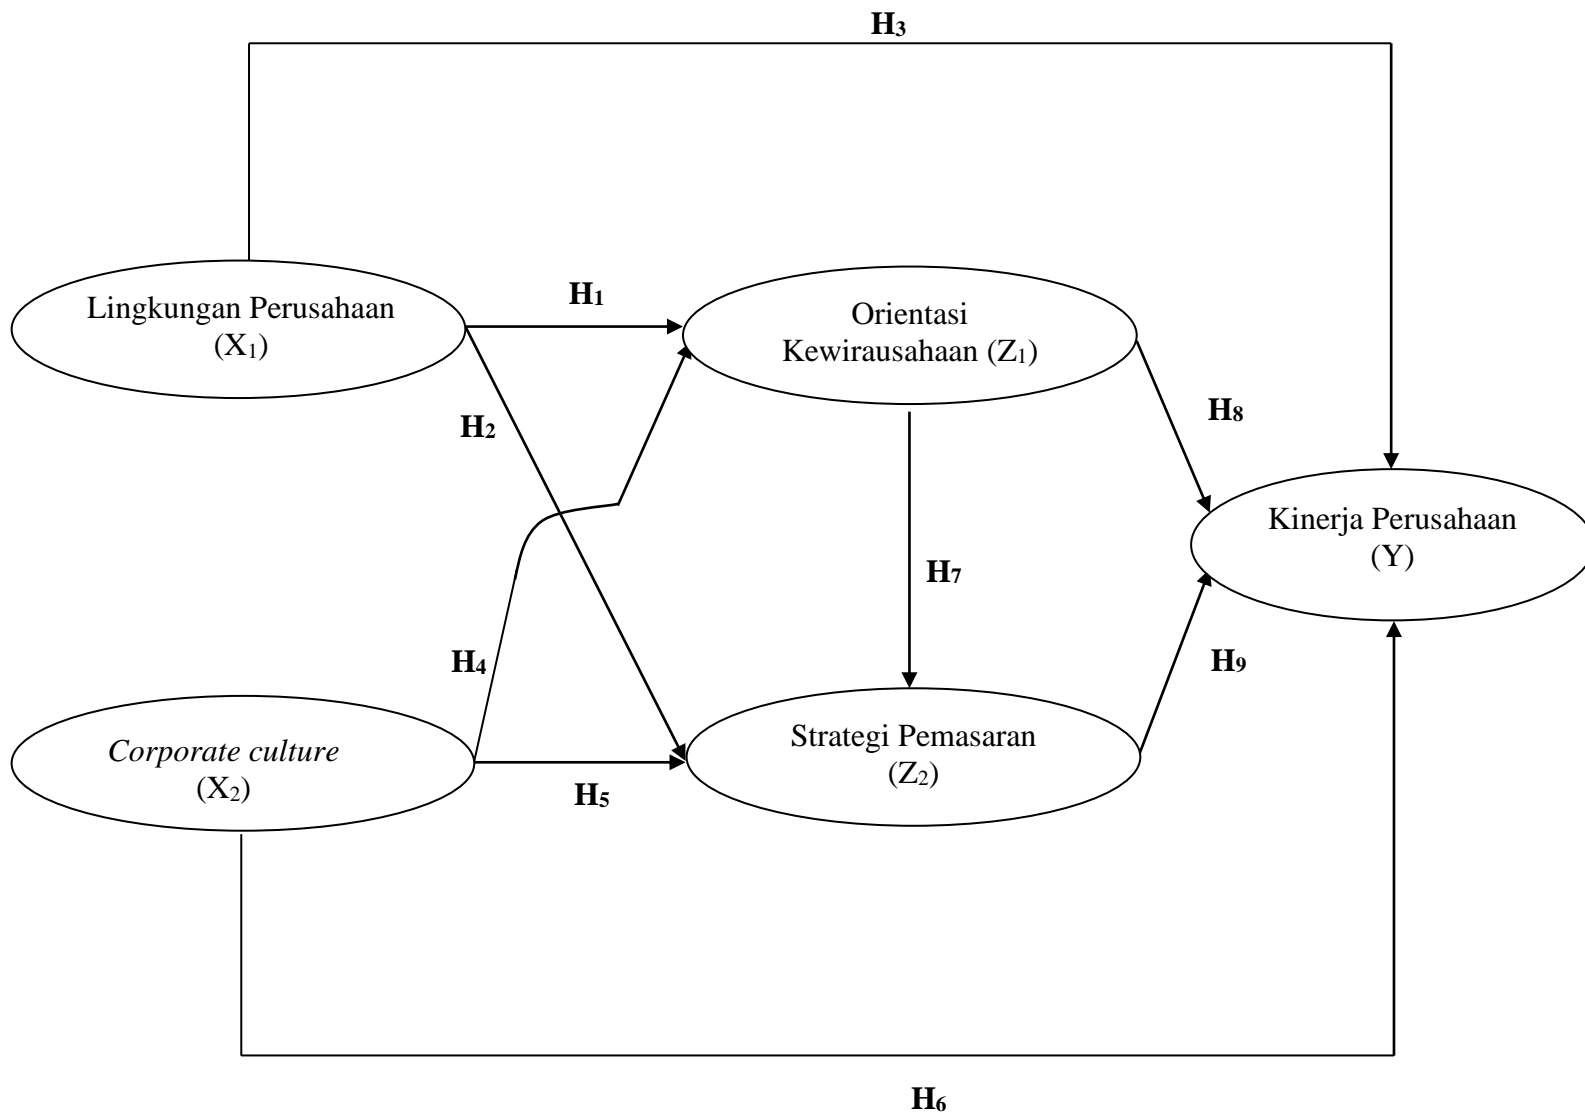 H₃
Lingkungan Perusahaan
(X₁)
H₁
Orientasi
Kewirausahaan (Z₁)
H₂
H₈
Kinerja Perusahaan
(Y)
H₇
H₄
H₉
Corporate culture
(X₂)
H₅
Strategi Pemasaran
(Z₂)
H₆